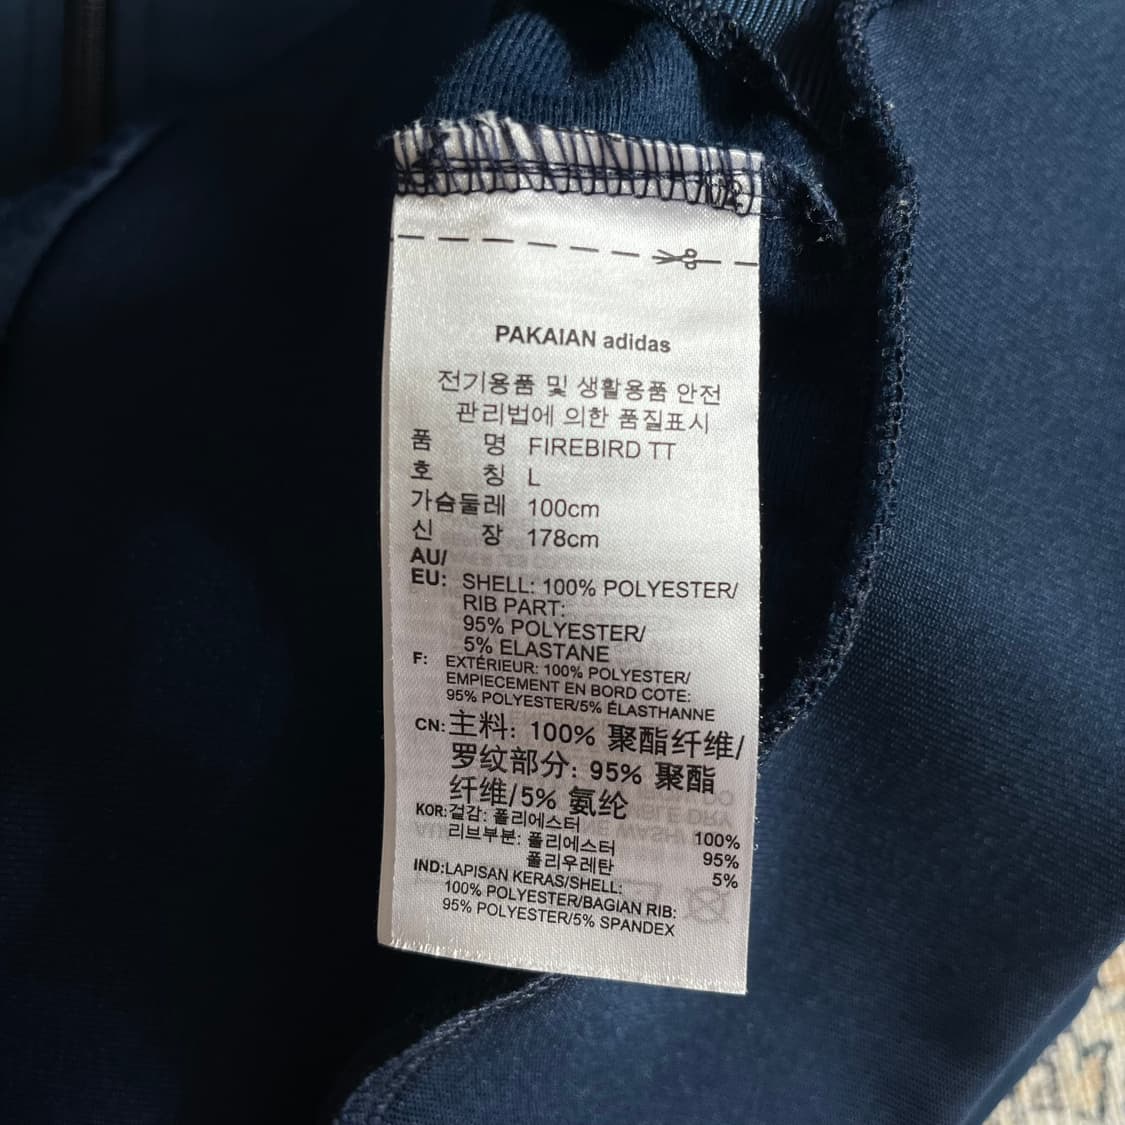 PAKAIAN adidas
전기용품 및 생활용품 안전
관리법에 의한 품질표시
품 명 FIREBIRD TT
호 칭 L
가슴둘레 100cm
신 장 178cm
AU/
EU: SHELL: 100% POLYESTER/
RIB PART:
95% POLYESTER/
5% ELASTANE
F: EXTÉRIEUR: 100% POLYESTER/
EMPIECEMENT EN BORD COTE:
95% POLYESTER/5% ÉLASTHANNE
CN: 主料: 100% 聚酯纤维/
罗纹部分: 95% 聚酯
纤维/5% 氨纶
KOR: 겉감: 폴리에스터 100%
리브부분: 폴리에스터 95%
폴리우레탄 5%
IND: LAPISAN KERAS/SHELL:
100% POLYESTER/BAGIAN RIB:
95% POLYESTER/5% SPANDEX